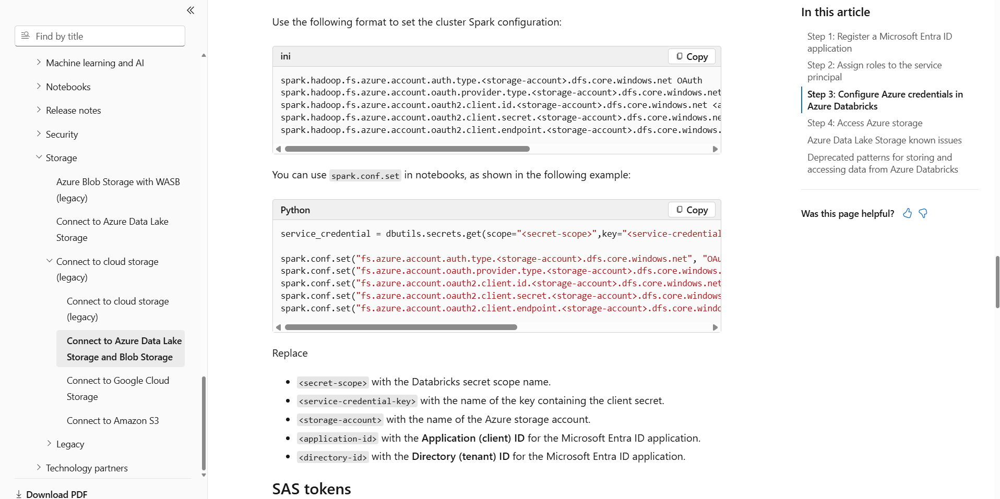 Find by title
Machine learning and AI
Notebooks
Release notes
Security
Storage
Azure Blob Storage with WASB
(legacy)
Connect to Azure Data Lake
Storage
Connect to cloud storage
(legacy)
Connect to cloud storage
(legacy)
Connect to Azure Data Lake
Storage and Blob Storage
Connect to Google Cloud
Storage
Connect to Amazon S3
Legacy
Technology partners
Download PDF
Use the following format to set the cluster Spark configuration:
ini
Copy
spark.hadoop.fs.azure.account.auth.type.<storage-account>.dfs.core.windows.net OAuth
spark.hadoop.fs.azure.account.oauth.provider.type.<storage-account>.dfs.core.windows.net
spark.hadoop.fs.azure.account.oauth2.client.id.<storage-account>.dfs.core.windows.net <a
spark.hadoop.fs.azure.account.oauth2.client.secret.<storage-account>.dfs.core.windows.ne
spark.hadoop.fs.azure.account.oauth2.client.endpoint.<storage-account>.dfs.core.windows.
You can use spark.conf.set in notebooks, as shown in the following example:
Python
Copy
service_credential = dbutils.secrets.get(scope="<secret-scope>",key="<service-credential
spark.conf.set("fs.azure.account.auth.type.<storage-account>.dfs.core.windows.net", "OAu
spark.conf.set("fs.azure.account.oauth.provider.type.<storage-account>.dfs.core.windows.
spark.conf.set("fs.azure.account.oauth2.client.id.<storage-account>.dfs.core.windows.net
spark.conf.set("fs.azure.account.oauth2.client.secret.<storage-account>.dfs.core.windows
spark.conf.set("fs.azure.account.oauth2.client.endpoint.<storage-account>.dfs.core.windo
Replace
<secret-scope> with the Databricks secret scope name.
<service-credential-key> with the name of the key containing the client secret.
<storage-account> with the name of the Azure storage account.
<application-id> with the Application (client) ID for the Microsoft Entra ID application.
<directory-id> with the Directory (tenant) ID for the Microsoft Entra ID application.
SAS tokens
In this article
Step 1: Register a Microsoft Entra ID
application
Step 2: Assign roles to the service
principal
Step 3: Configure Azure credentials in
Azure Databricks
Step 4: Access Azure storage
Azure Data Lake Storage known issues
Deprecated patterns for storing and
accessing data from Azure Databricks
Was this page helpful?